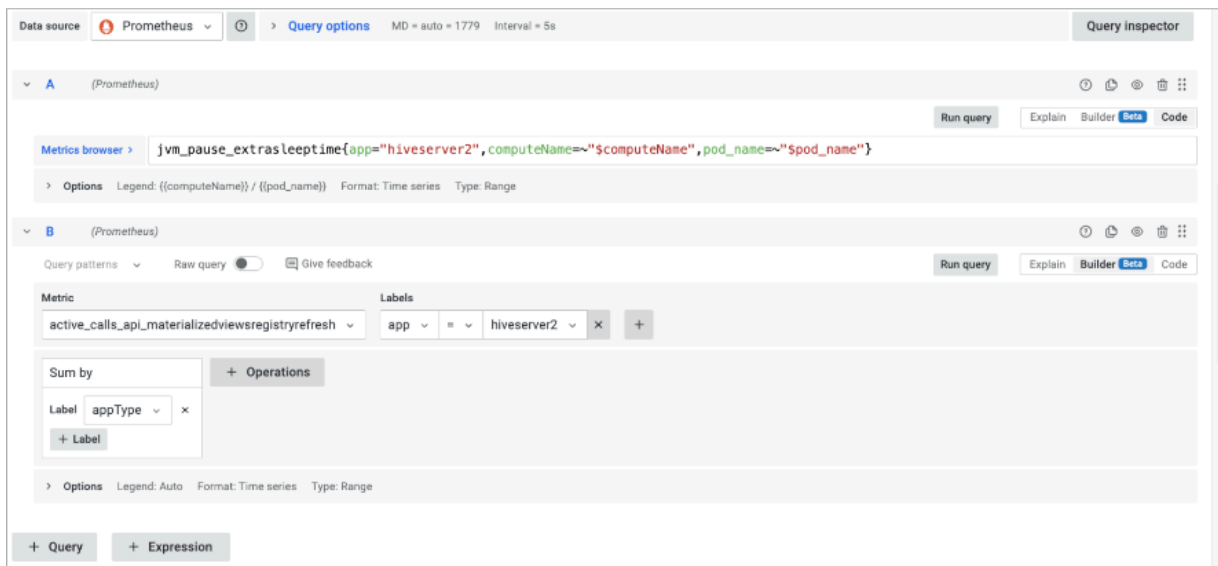 Data source Prometheus Query options MD = auto = 1779 Interval = 5s Query inspector
A (Prometheus)
Run query Explain Builder Beta Code
Metrics browser > jvm_pause_extrasleeptime{app="hiveserver2",computeName=~"$computeName",pod_name=~"$pod_name"}
> Options Legend: {{computeName}} / {{pod_name}} Format: Time series Type: Range
B (Prometheus)
Query patterns Raw query Give feedback Run query Explain Builder Beta Code
Metric Labels
active_calls_api_materializedviewsregistryrefresh app = hiveserver2 × +
Sum by + Operations
Label appType ×
+ Label
> Options Legend: Auto Format: Time series Type: Range
+ Query + Expression